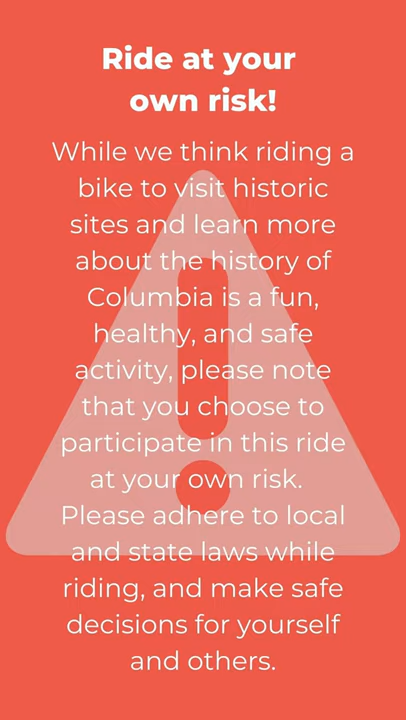 Ride at your
own risk!
While we think riding a
bike to visit historic
sites and learn more
about the history of
Columbia is a fun,
healthy, and safe
activity, please note
that you choose to
participate in this ride
at your own risk.
Please adhere to local
and state laws while
riding, and make safe
decisions for yourself
and others.